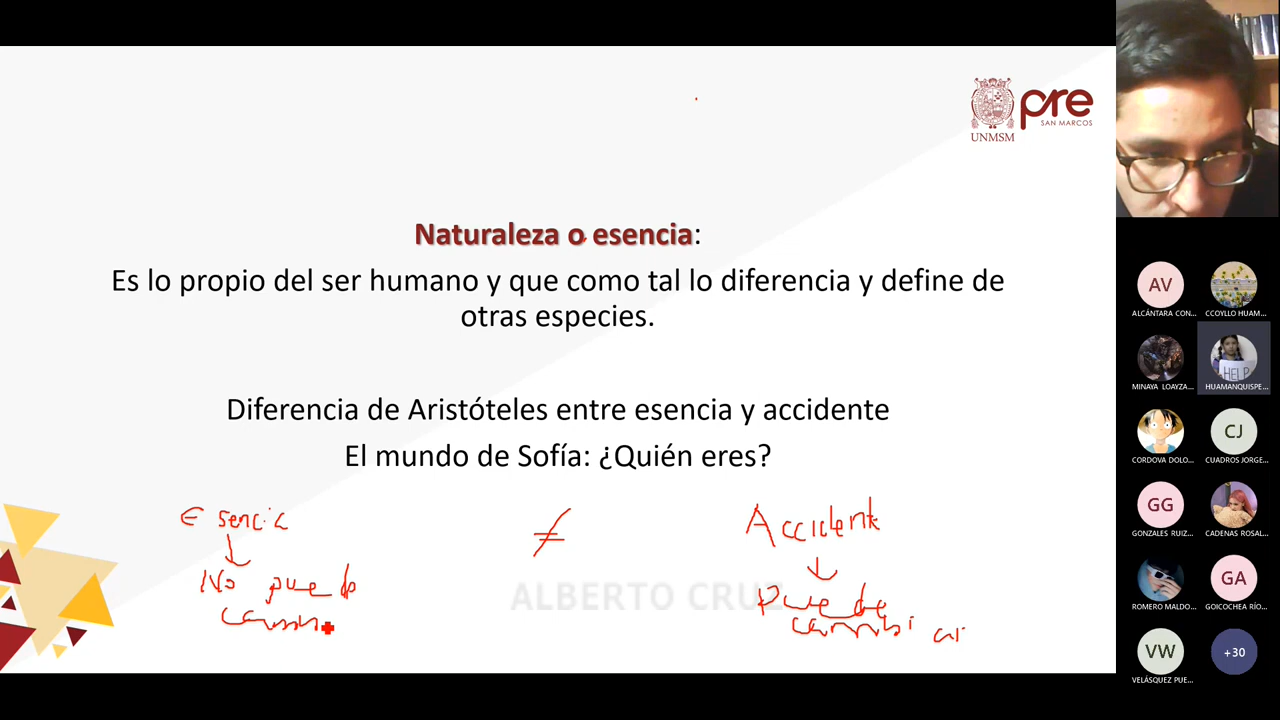 pre
SAN MARCOS
UNMSM
Naturaleza o esencia:
Es lo propio del ser humano y que como tal lo diferencia y define de
otras especies.
Diferencia de Aristóteles entre esencia y accidente
El mundo de Sofía: ¿Quién eres?
Esencia ≠ Accidente
No puede Puede
cambiar
ALBERTO CRUZ
AV
ALCÁNTARA CON... CCOYLLO HUAM...
HELP
MINAYA LOAYZA... HUAMANQUISPE...
CJ
CORDOVA DOLO... CUADROS JORGE...
GG
GONZALES RUIZ... CADENAS ROSAL...
GA
ROMERO MALDO... GOICOCHEA RÍO...
VW +30
VELÁSQUEZ PUE...